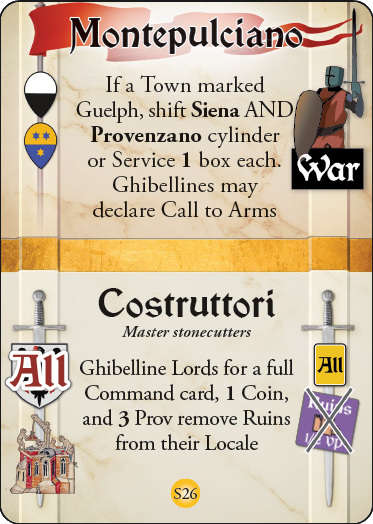 Montepulciano
If a Town marked
Guelph, shift Siena AND
Provenzano cylinder
or Service 1 box each.
Ghibellines may
declare Call to Arms
War
Costruttori
Master stonecutters
All
All
Ghibelline Lords for a full
Command card, 1 Coin,
and 3 Prov remove Ruins
from their Locale
Ruins
S26